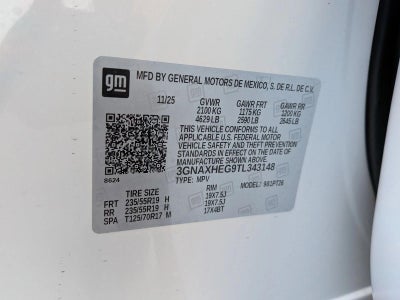 gm
MFD BY GENERAL MOTORS DE MEXICO, S. DE R.L. DE C.V.
11/25 GVWR GAWR FRT GAWR RR
2100 KG 1175 KG 1200 KG
4629 LB 2590 LB 2645 LB
THIS VEHICLE CONFORMS TO ALL
APPLICABLE U.S. FEDERAL MOTOR
VEHICLE SAFETY AND THEFT PREVENTION
STANDARDS IN EFFECT ON THE DATE OF
MANUFACTURE SHOWN ABOVE.
3GNAXHEG9TL343148
8624
TYPE: MPV MODEL: 981PT26
TIRE SIZE RIM
FRT 235/55R19 H 19X7.5J
RR 235/55R19 H 19X7.5J
SPA T125/70R17 M 17X4BT